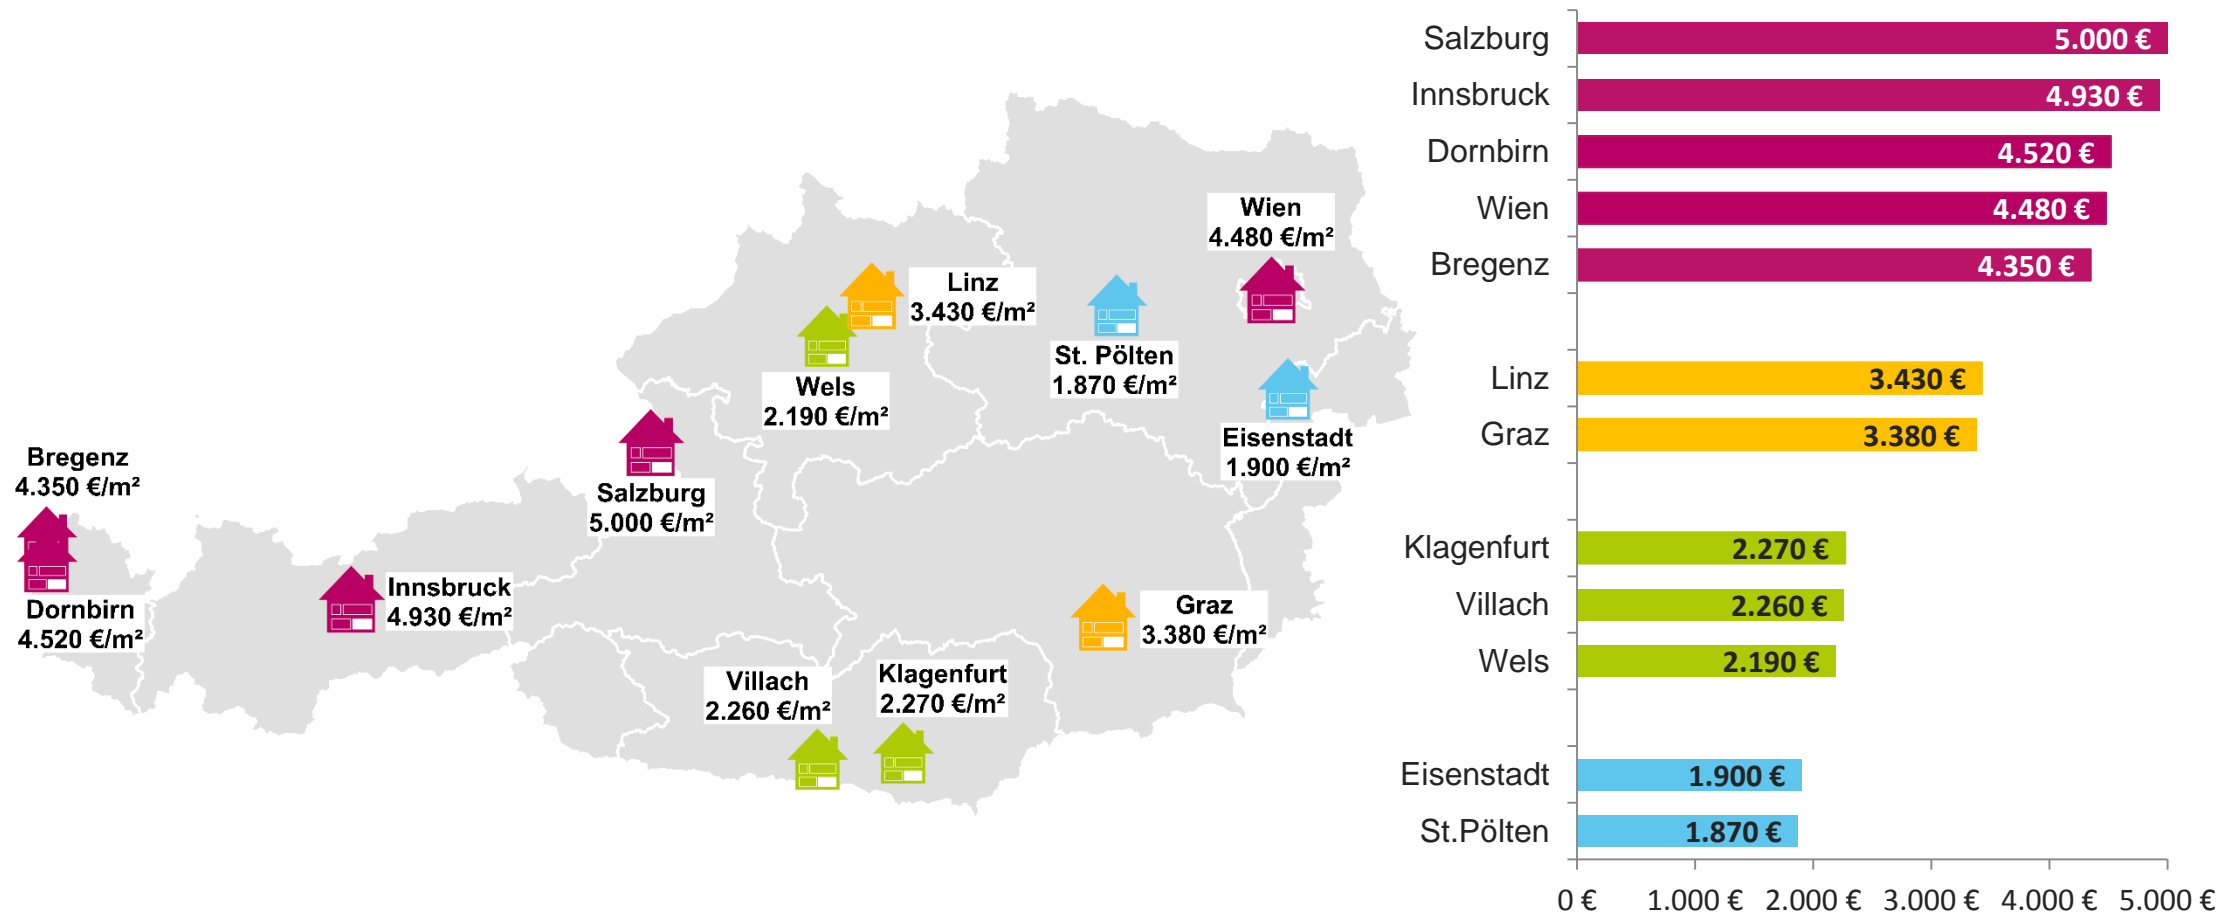 Wien
4.480 €/m²
Linz
3.430 €/m²
St. Pölten
1.870 €/m²
Wels
2.190 €/m²
Eisenstadt
1.900 €/m²
Bregenz
4.350 €/m²
Salzburg
5.000 €/m²
Dornbirn
4.520 €/m²
Innsbruck
4.930 €/m²
Graz
3.380 €/m²
Villach
2.260 €/m²
Klagenfurt
2.270 €/m²
Salzburg 5.000 €
Innsbruck 4.930 €
Dornbirn 4.520 €
Wien 4.480 €
Bregenz 4.350 €
Linz 3.430 €
Graz 3.380 €
Klagenfurt 2.270 €
Villach 2.260 €
Wels 2.190 €
Eisenstadt 1.900 €
St.Pölten 1.870 €
0 € 1.000 € 2.000 € 3.000 € 4.000 € 5.000 €